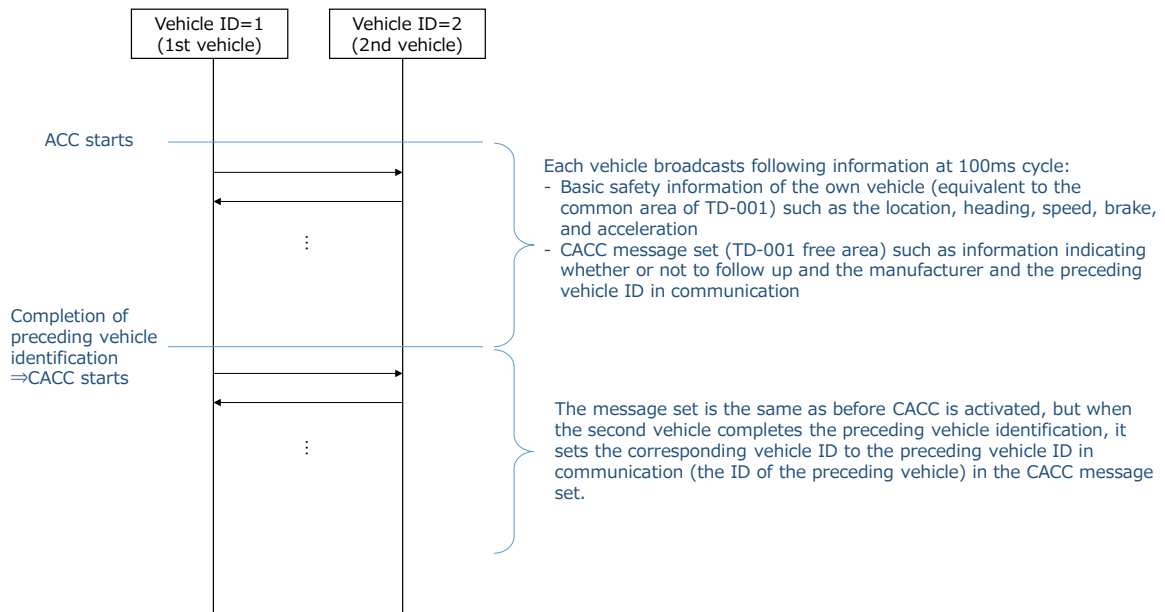 Vehicle ID=1
(1st vehicle)
Vehicle ID=2
(2nd vehicle)
ACC starts
Each vehicle broadcasts following information at 100ms cycle:
- Basic safety information of the own vehicle (equivalent to the
common area of TD-001) such as the location, heading, speed, brake,
and acceleration
- CACC message set (TD-001 free area) such as information indicating
whether or not to follow up and the manufacturer and the preceding
vehicle ID in communication
...
Completion of
preceding vehicle
identification
⇒CACC starts
The message set is the same as before CACC is activated, but when
the second vehicle completes the preceding vehicle identification, it
sets the corresponding vehicle ID to the preceding vehicle ID in
communication (the ID of the preceding vehicle) in the CACC message
set.
...